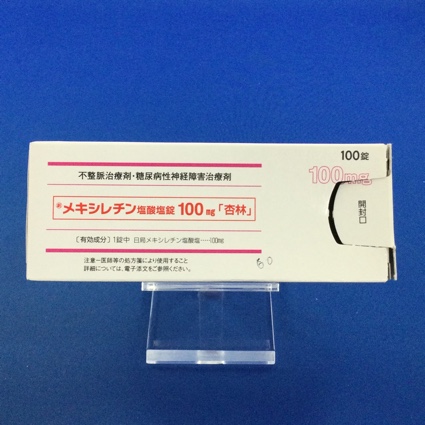 100錠
100mg
開封口
不整脈治療剤・糖尿病性神経障害治療剤
メキシレチン塩酸塩錠100mg「杏林」
〔有効成分〕1錠中 日局メキシレチン塩酸塩……100mg
注意－医師等の処方箋により使用すること
詳細については、電子添文をご参照ください。